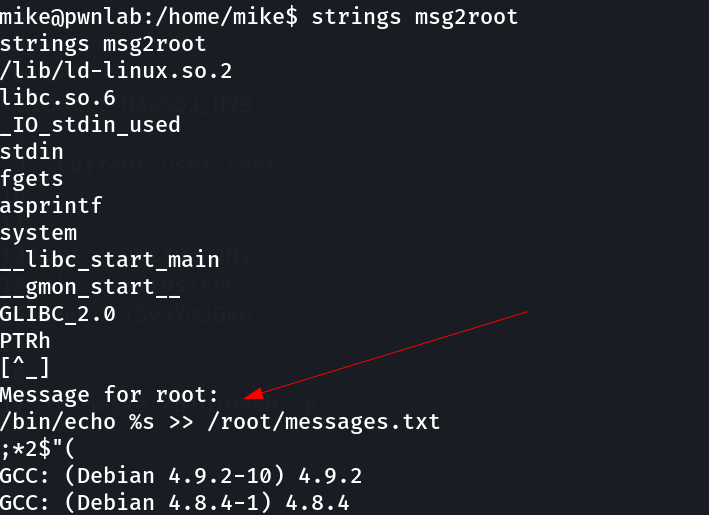 mike@pwnlab:/home/mike$ strings msg2root
strings msg2root
/lib/ld-linux.so.2
libc.so.6
_IO_stdin_used
stdin
fgets
asprintf
system
__libc_start_main
__gmon_start__
GLIBC_2.0
PTRh
[^_]
Message for root:
/bin/echo %s >> /root/messages.txt
;*2$"(
GCC: (Debian 4.9.2-10) 4.9.2
GCC: (Debian 4.8.4-1) 4.8.4